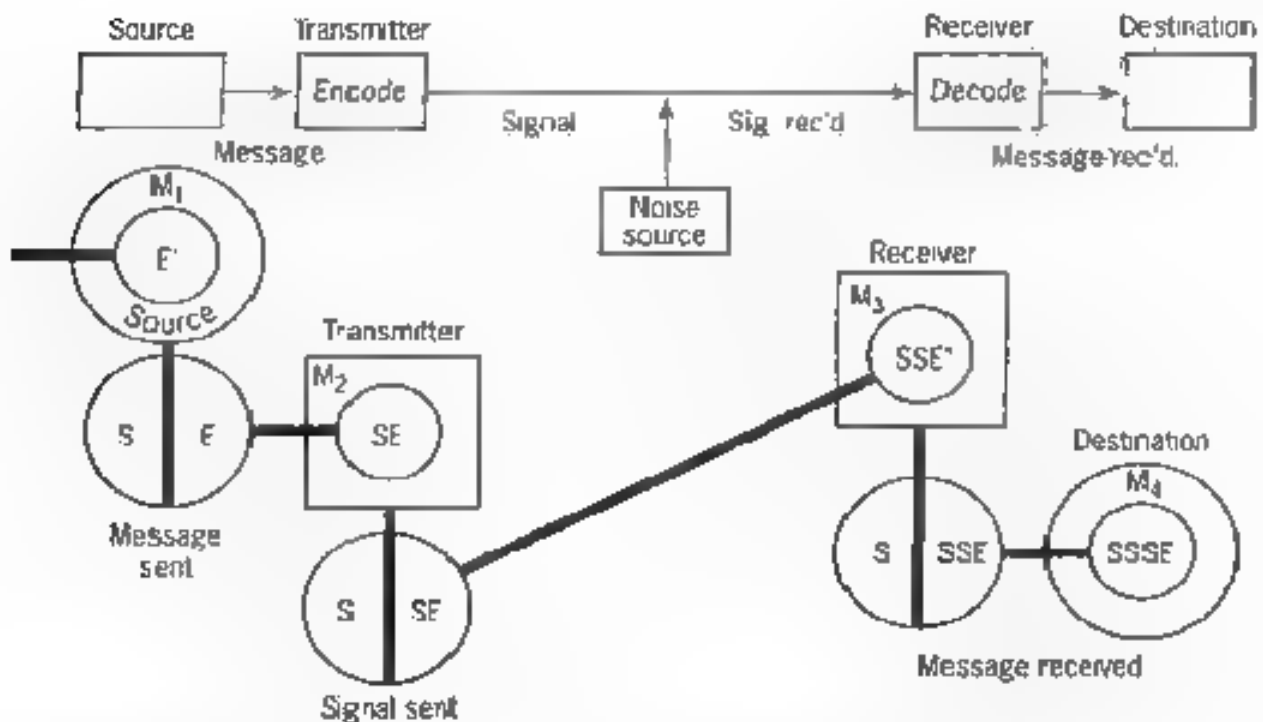 Source Transmitter Receiver Destination
Encode Decode
Signal Sig. rec'd
Message Message rec'd.
Noise
source
M1
E'
Source
Receiver
M3
SSE"
Transmitter
M2
S E SE
Destination
M4
Message
sent
S SSE SSSE
S SE
Message received
Signal sent